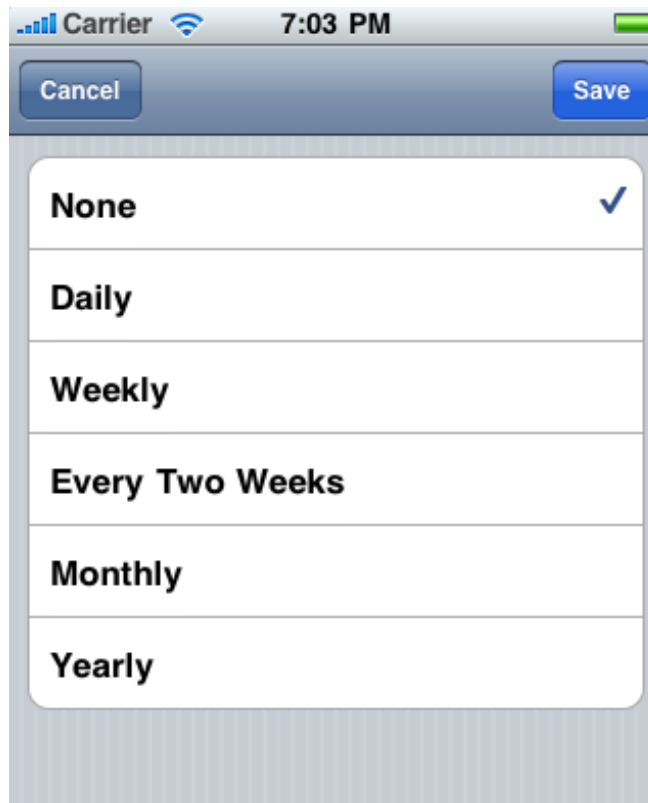 Carrier 7:03 PM
Cancel Save
None
Daily
Weekly
Every Two Weeks
Monthly
Yearly